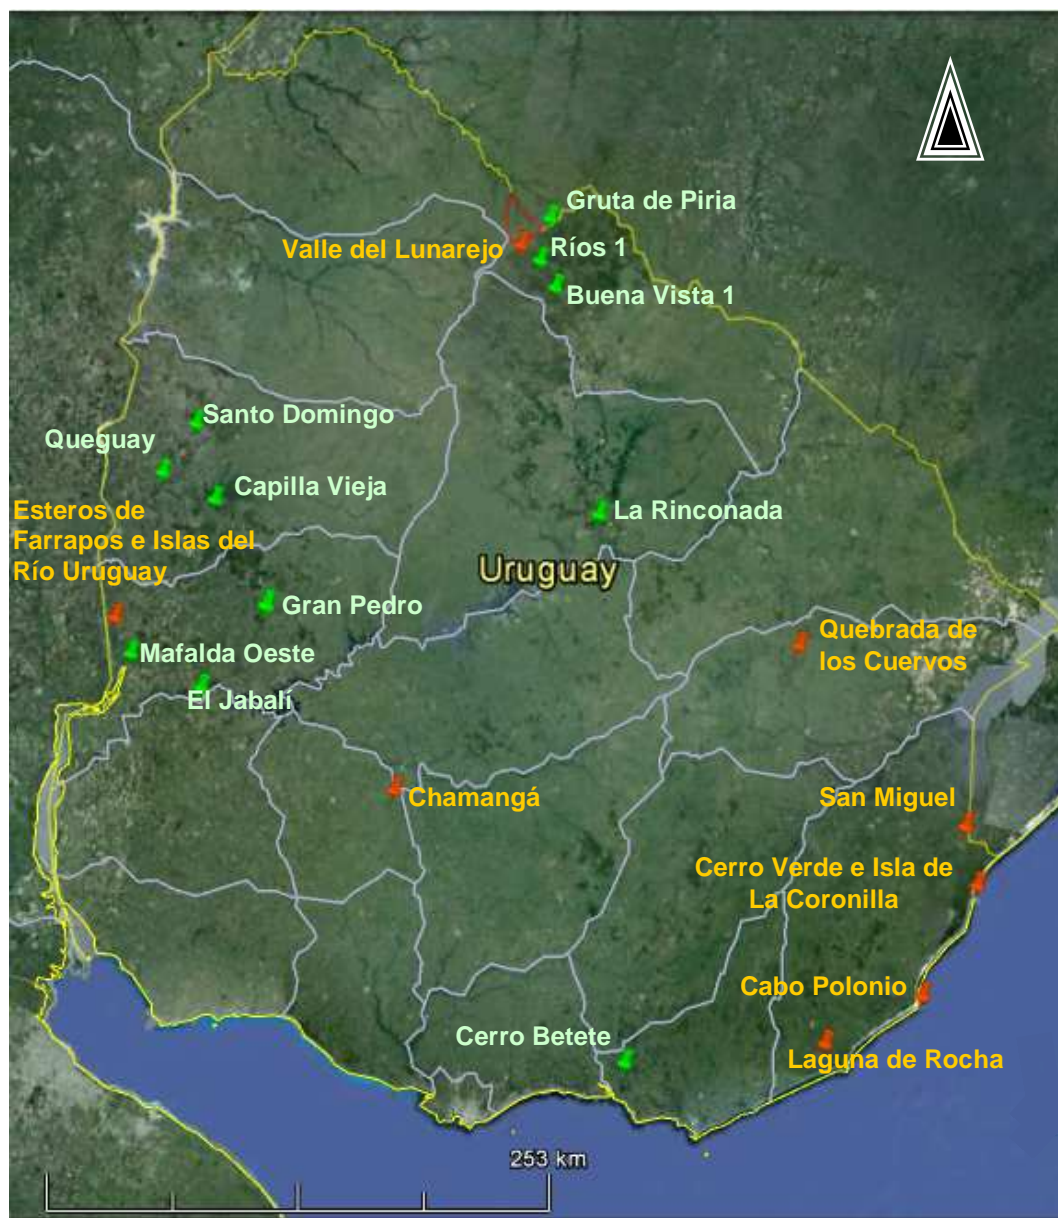 Gruta de Piria
Valle del Lunarejo
Ríos 1
Buena Vista 1
Santo Domingo
Queguay
Capilla Vieja
Esteros de
Farrapos e Islas del
Río Uruguay
La Rinconada
Uruguay
Gran Pedro
Quebrada de
los Cuervos
Mafalda Oeste
El Jabalí
Chamangá
San Miguel
Cerro Verde e Isla de
La Coronilla
Cabo Polonio
Cerro Betete
Laguna de Rocha
253 km